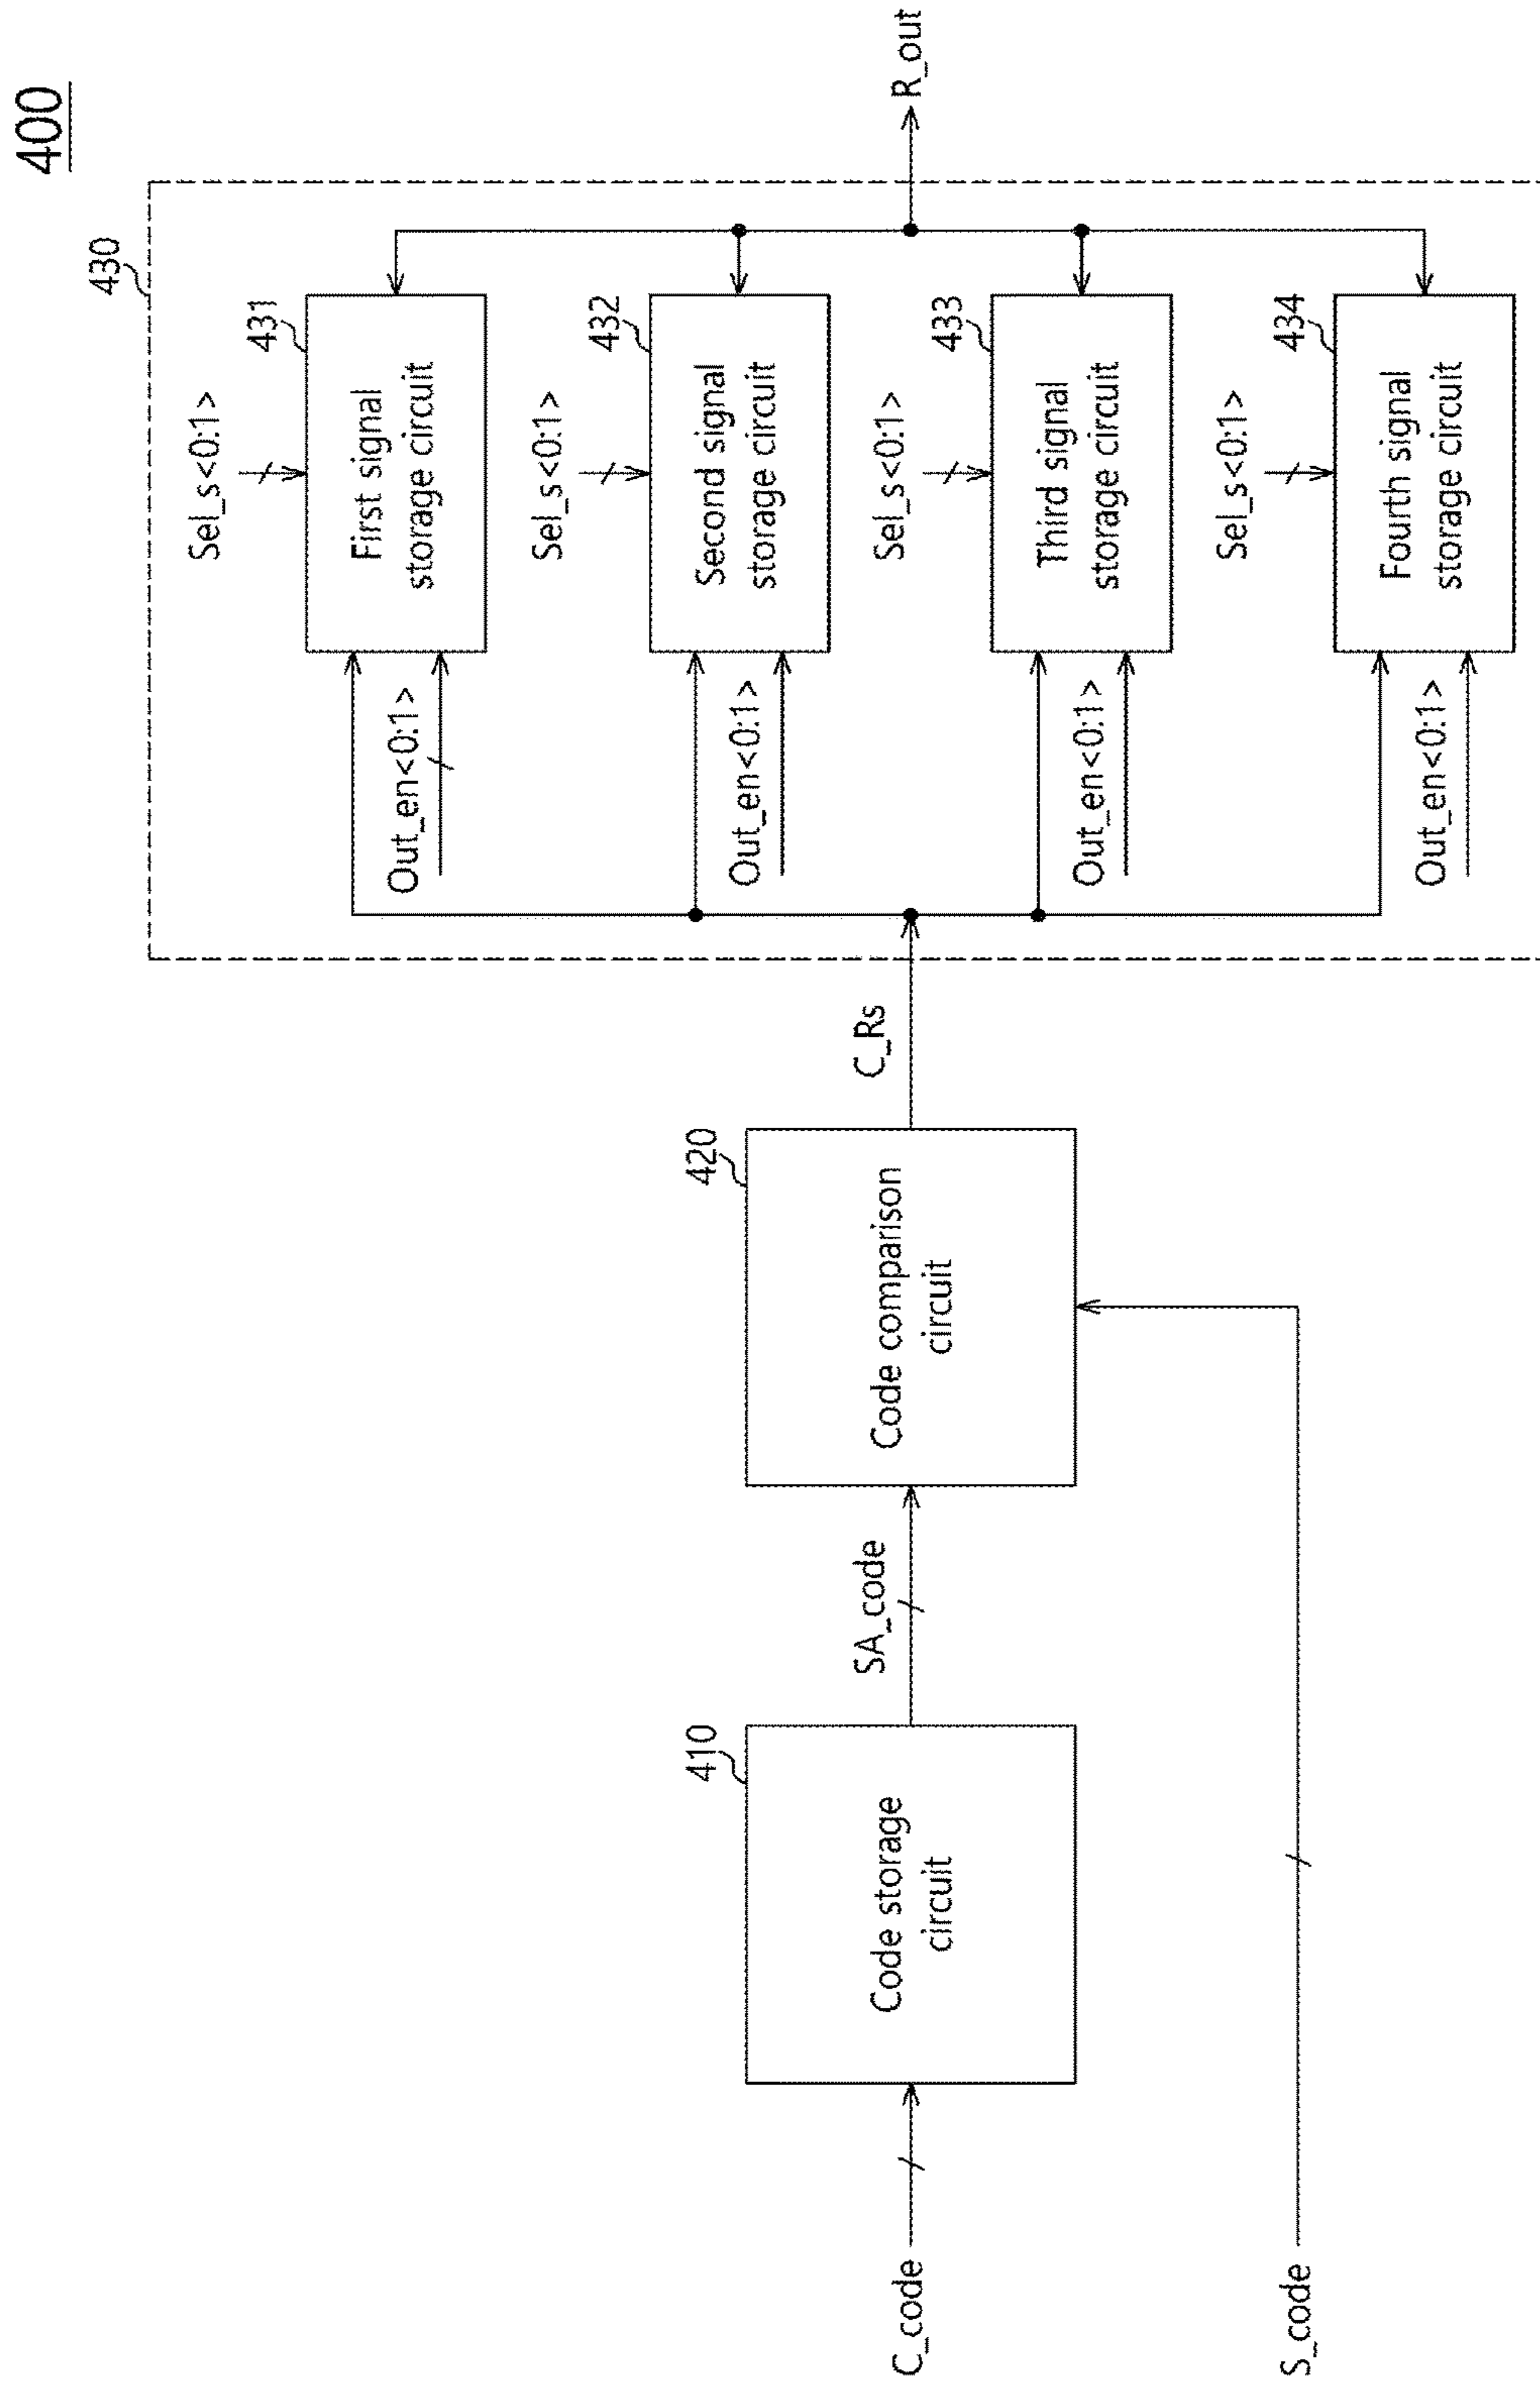 400
430
Sel_s<0:1>
431
First signal
storage circuit
Out_en<0:1>
Sel_s<0:1>
432
Second signal
storage circuit
Out_en<0:1>
Sel_s<0:1>
433
Third signal
storage circuit
Out_en<0:1>
Sel_s<0:1>
434
Fourth signal
storage circuit
Out_en<0:1>
C_code
410
Code storage
circuit
SA_code
420
Code comparison
circuit
C_Rs
R_out
S_code